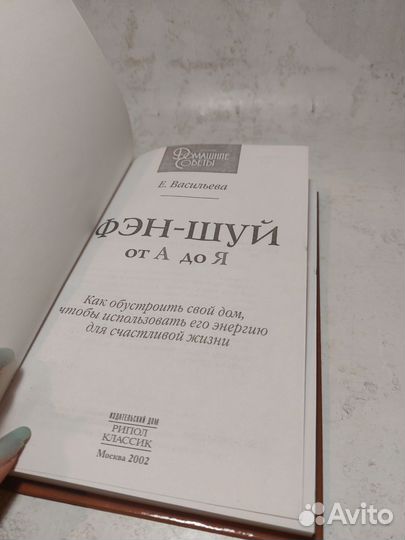 Домашние
Советы
Е. Васильева
ФЭН-ШУЙ
от А до Я
Как обустроить свой дом,
чтобы использовать его энергию
для счастливой жизни
ИЗДАТЕЛЬСКИЙ ДОМ
РИПОЛ
КЛАССИК
Москва 2002
Avito